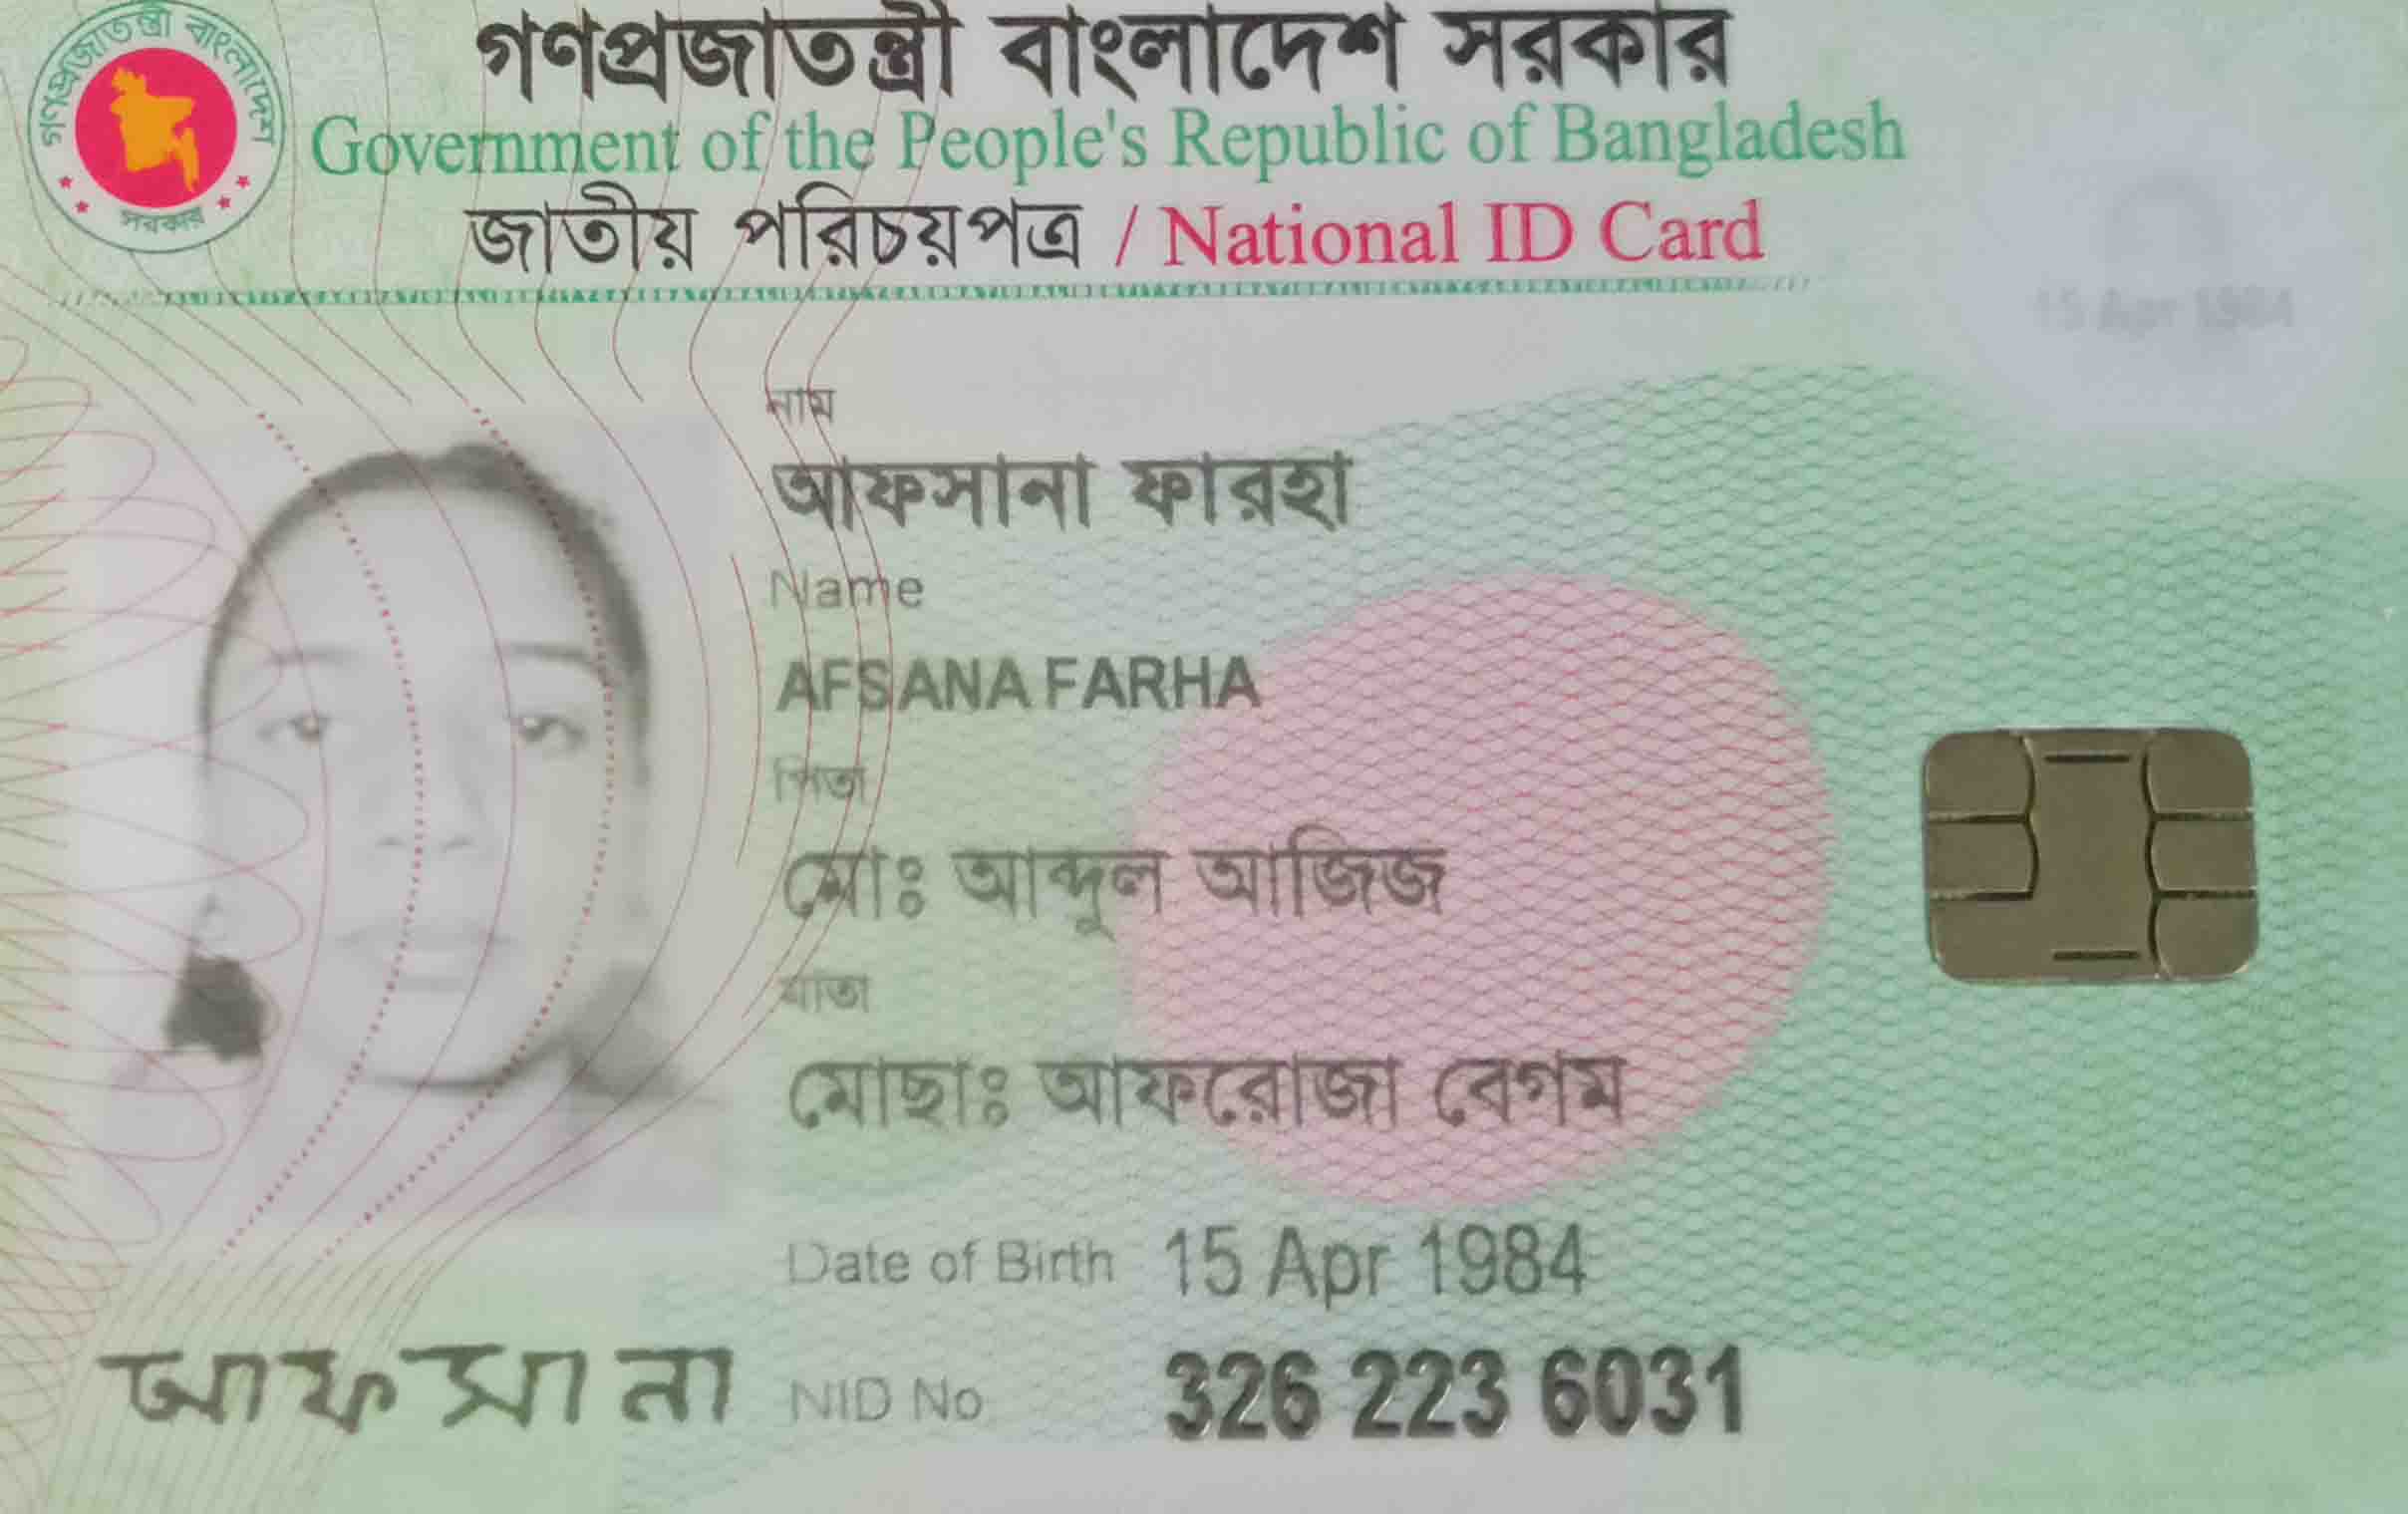 গণপ্রজাতন্ত্রী বাংলাদেশ সরকার
গণপ্রজাতন্ত্রী বাংলাদেশ
সরকার
Government of the People's Republic of Bangladesh
জাতীয় পরিচয়পত্র / National ID Card
15 Apr 1984
নাম
আফসানা ফারহা
Name
AFSANA FARHA
পিতা
মোঃ আব্দুল আজিজ
মাতা
মোছাঃ আফরোজা বেগম
Date of Birth 15 Apr 1984
আফসানা
NID No 326 223 6031